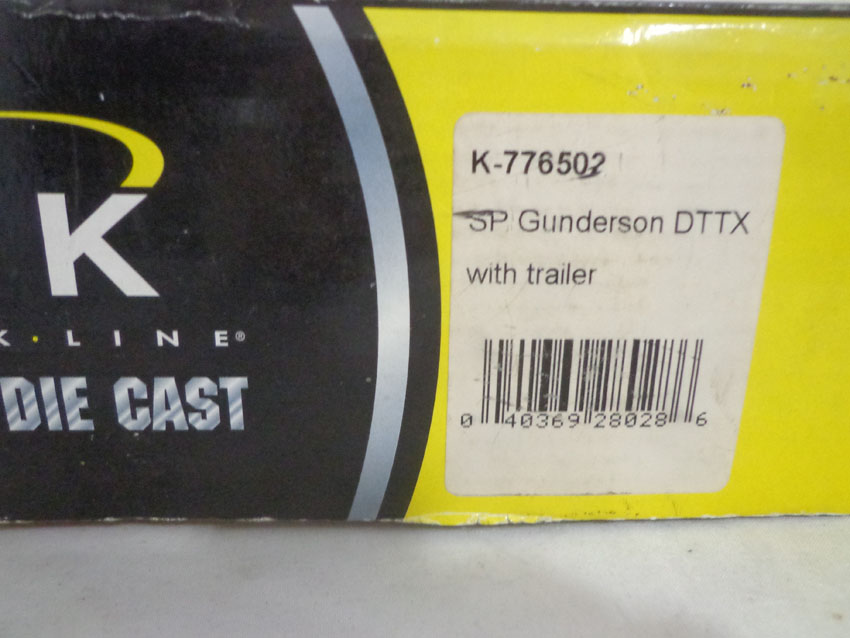 K
K·LINE®
DIE CAST
K-776502
SP Gunderson DTTX
with trailer
0 40369 28028 6